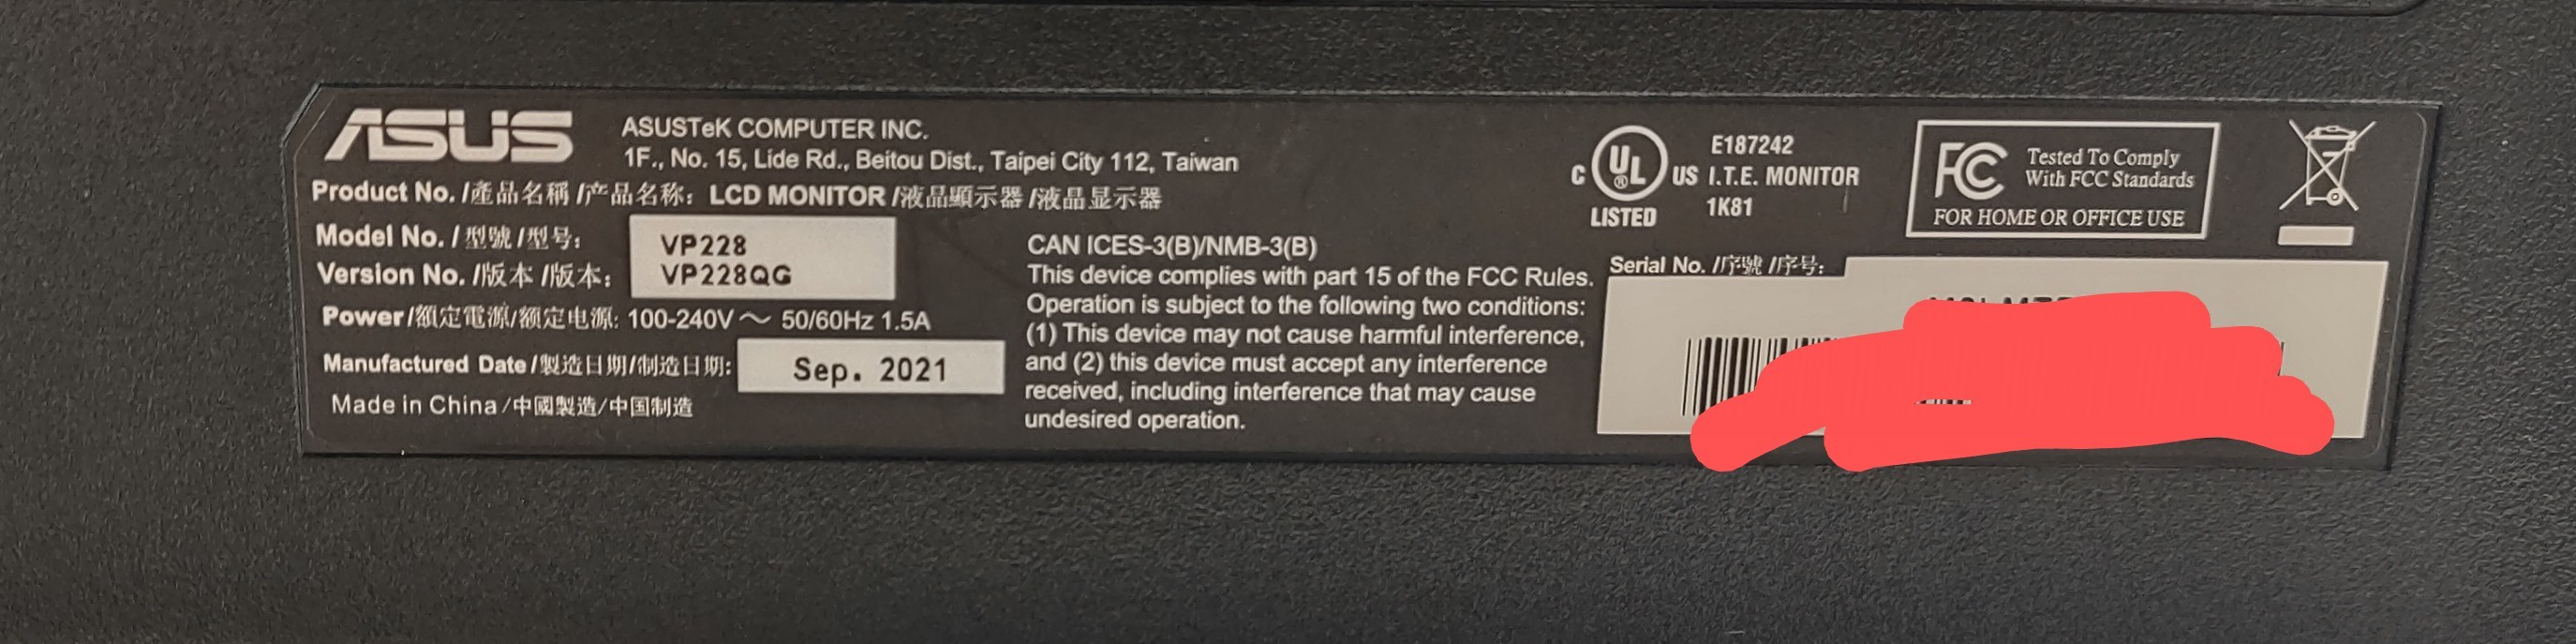 ASUS
ASUSTeK COMPUTER INC.
1F., No. 15, Lide Rd., Beitou Dist., Taipei City 112, Taiwan
Product No. /產品名稱 /产品名称: LCD MONITOR /液晶顯示器 /液晶显示器
Model No. / 型號 /型号: VP228
Version No. /版本 /版本: VP228QG
Power/額定電源/额定电源: 100-240V ～ 50/60Hz 1.5A
Manufactured Date/製造日期/制造日期: Sep. 2021
Made in China/中國製造/中国制造
CAN ICES-3(B)/NMB-3(B)
This device complies with part 15 of the FCC Rules.
Operation is subject to the following two conditions:
(1) This device may not cause harmful interference,
and (2) this device must accept any interference
received, including interference that may cause
undesired operation.
C UL ® US
LISTED
E187242
I.T.E. MONITOR
1K81
FC Tested To Comply
With FCC Standards
FOR HOME OR OFFICE USE
Serial No. /序號 /序号: